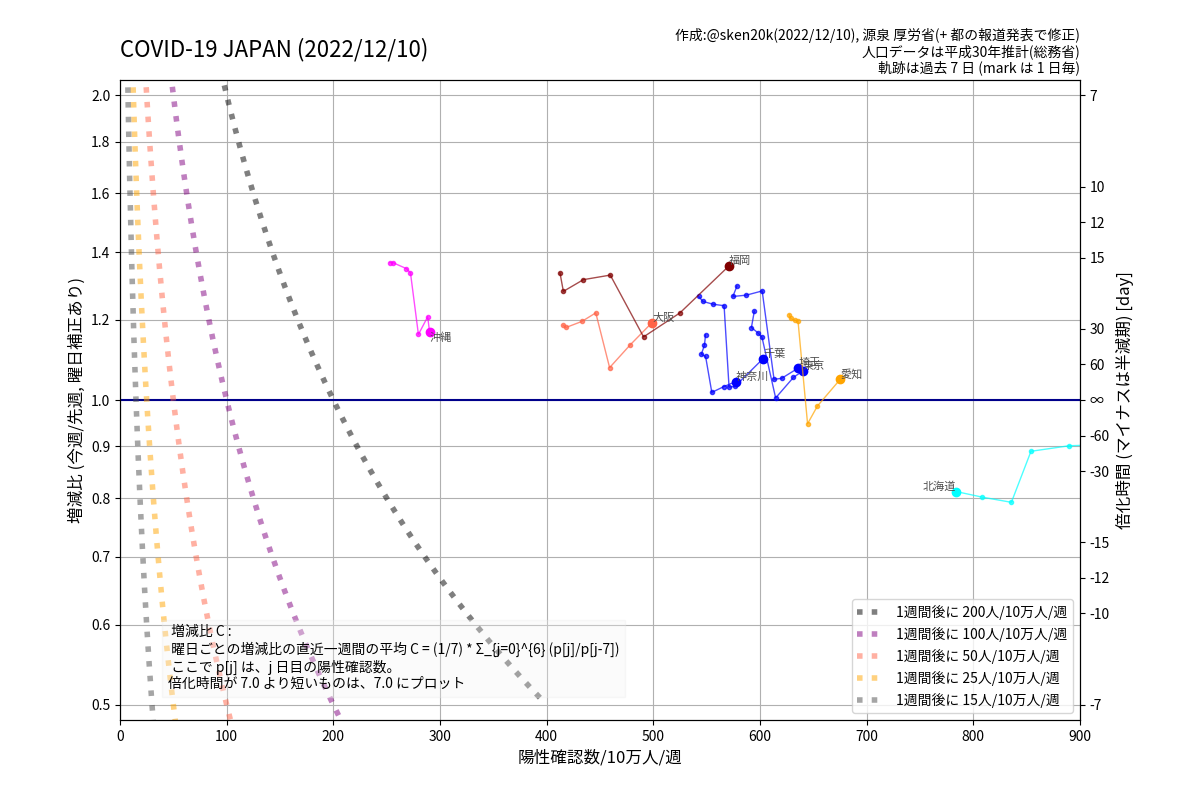 COVID-19 JAPAN (2022/12/10)
作成:@sken20k(2022/12/10), 源泉 厚労省(+ 都の報道発表で修正)
人口データは平成30年推計(総務省)
軌跡は過去 7 日 (mark は 1 日毎)
増減比 (今週/先週, 曜日補正あり)
2.0
1.8
1.6
1.4
1.2
1.0
0.9
0.8
0.7
0.6
0.5
福岡
大阪
沖縄
千葉
埼玉
東京
神奈川
愛知
北海道
7
10
12
15
30
60
∞
-60
-30
-15
-12
-10
-7
倍化時間 (マイナスは半減期) [day]
増減比 C :
曜日ごとの増減比の直近一週間の平均 C = (1/7) * Σ_{j=0}^{6} (p[j]/p[j-7])
ここで p[j] は、j 日目の陽性確認数。
倍化時間が 7.0 より短いものは、7.0 にプロット
1週間後に 200人/10万人/週
1週間後に 100人/10万人/週
1週間後に 50人/10万人/週
1週間後に 25人/10万人/週
1週間後に 15人/10万人/週
0 100 200 300 400 500 600 700 800 900
陽性確認数/10万人/週